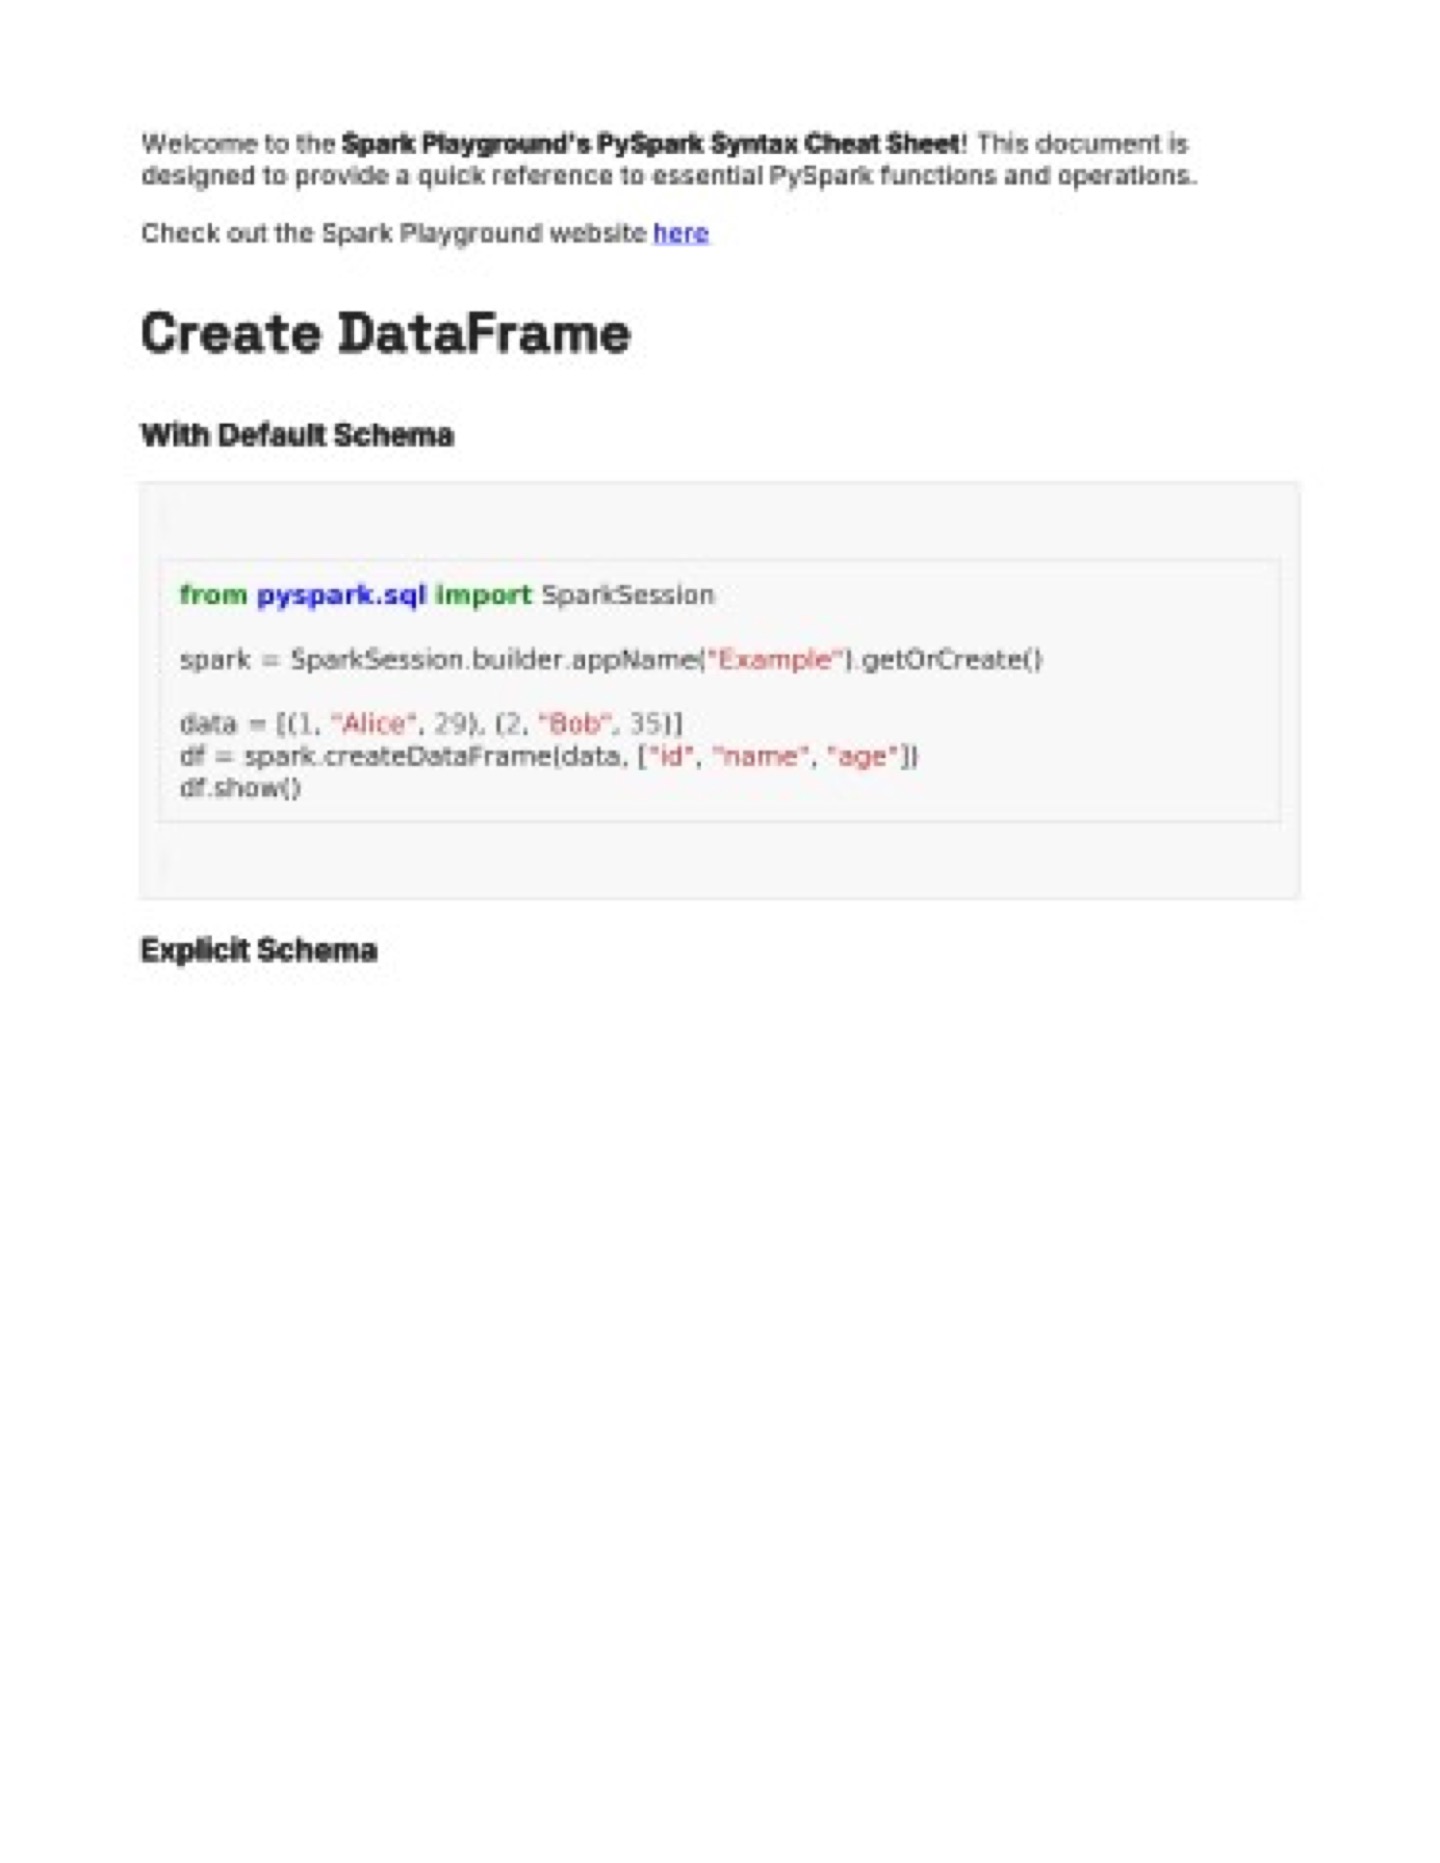 Welcome to the Spark Playground's PySpark Syntax Cheat Sheet! This document is
designed to provide a quick reference to essential PySpark functions and operations.
Check out the Spark Playground website here
Create DataFrame
With Default Schema
from pyspark.sql import SparkSession
spark = SparkSession.builder.appName("Example").getOrCreate()
data = [(1, "Alice", 29), (2, "Bob", 35)]
df = spark.createDataFrame(data, ["id", "name", "age"])
df.show()
Explicit Schema